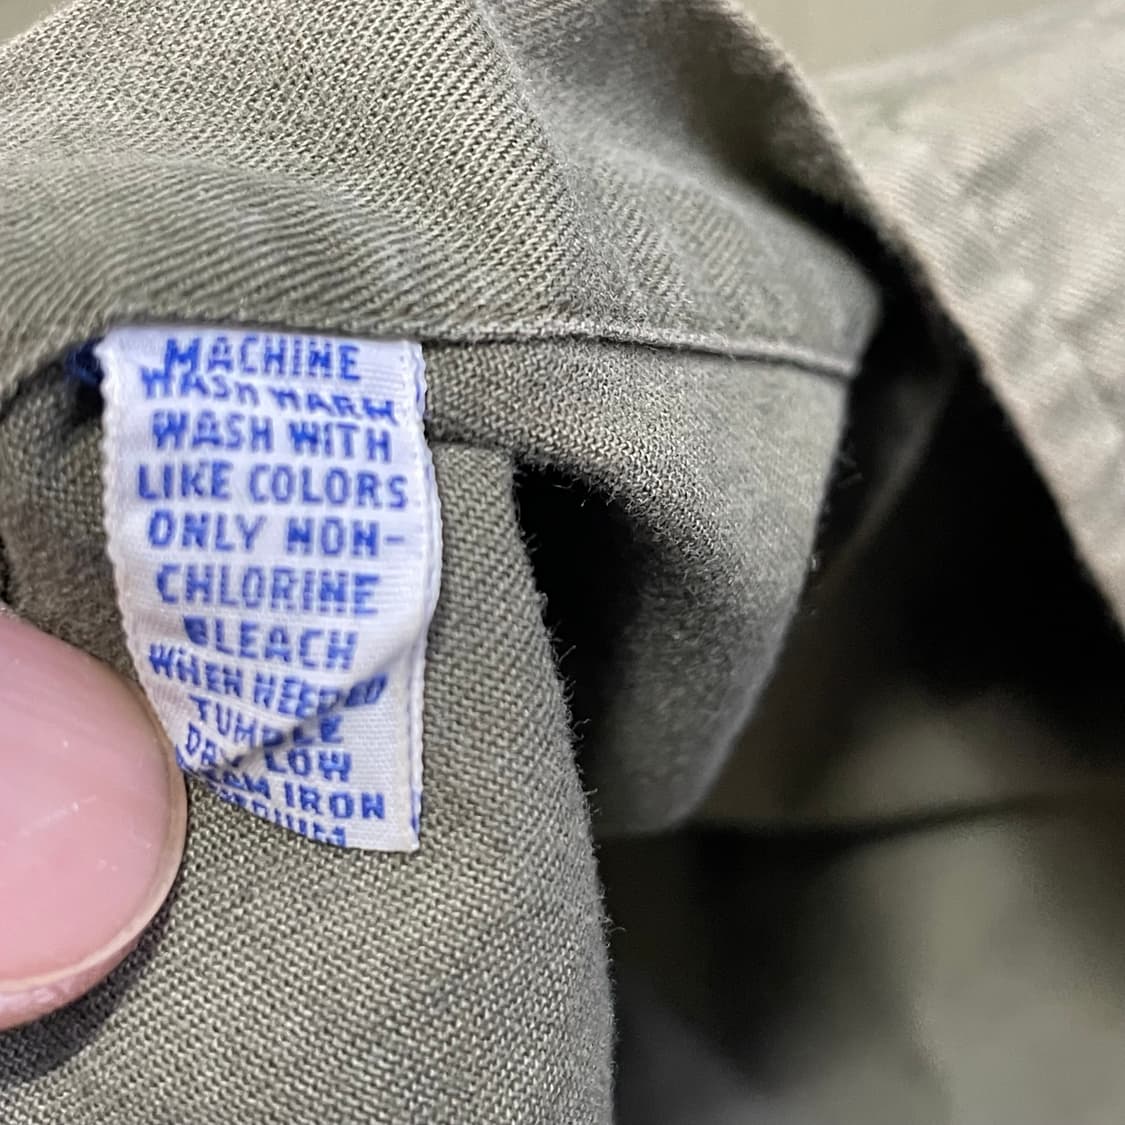 MACHINE
WASH WARM
WASH WITH
LIKE COLORS
ONLY NON-
CHLORINE
BLEACH
WHEN NEEDED
TUMBLE
DRY LOW
IRON